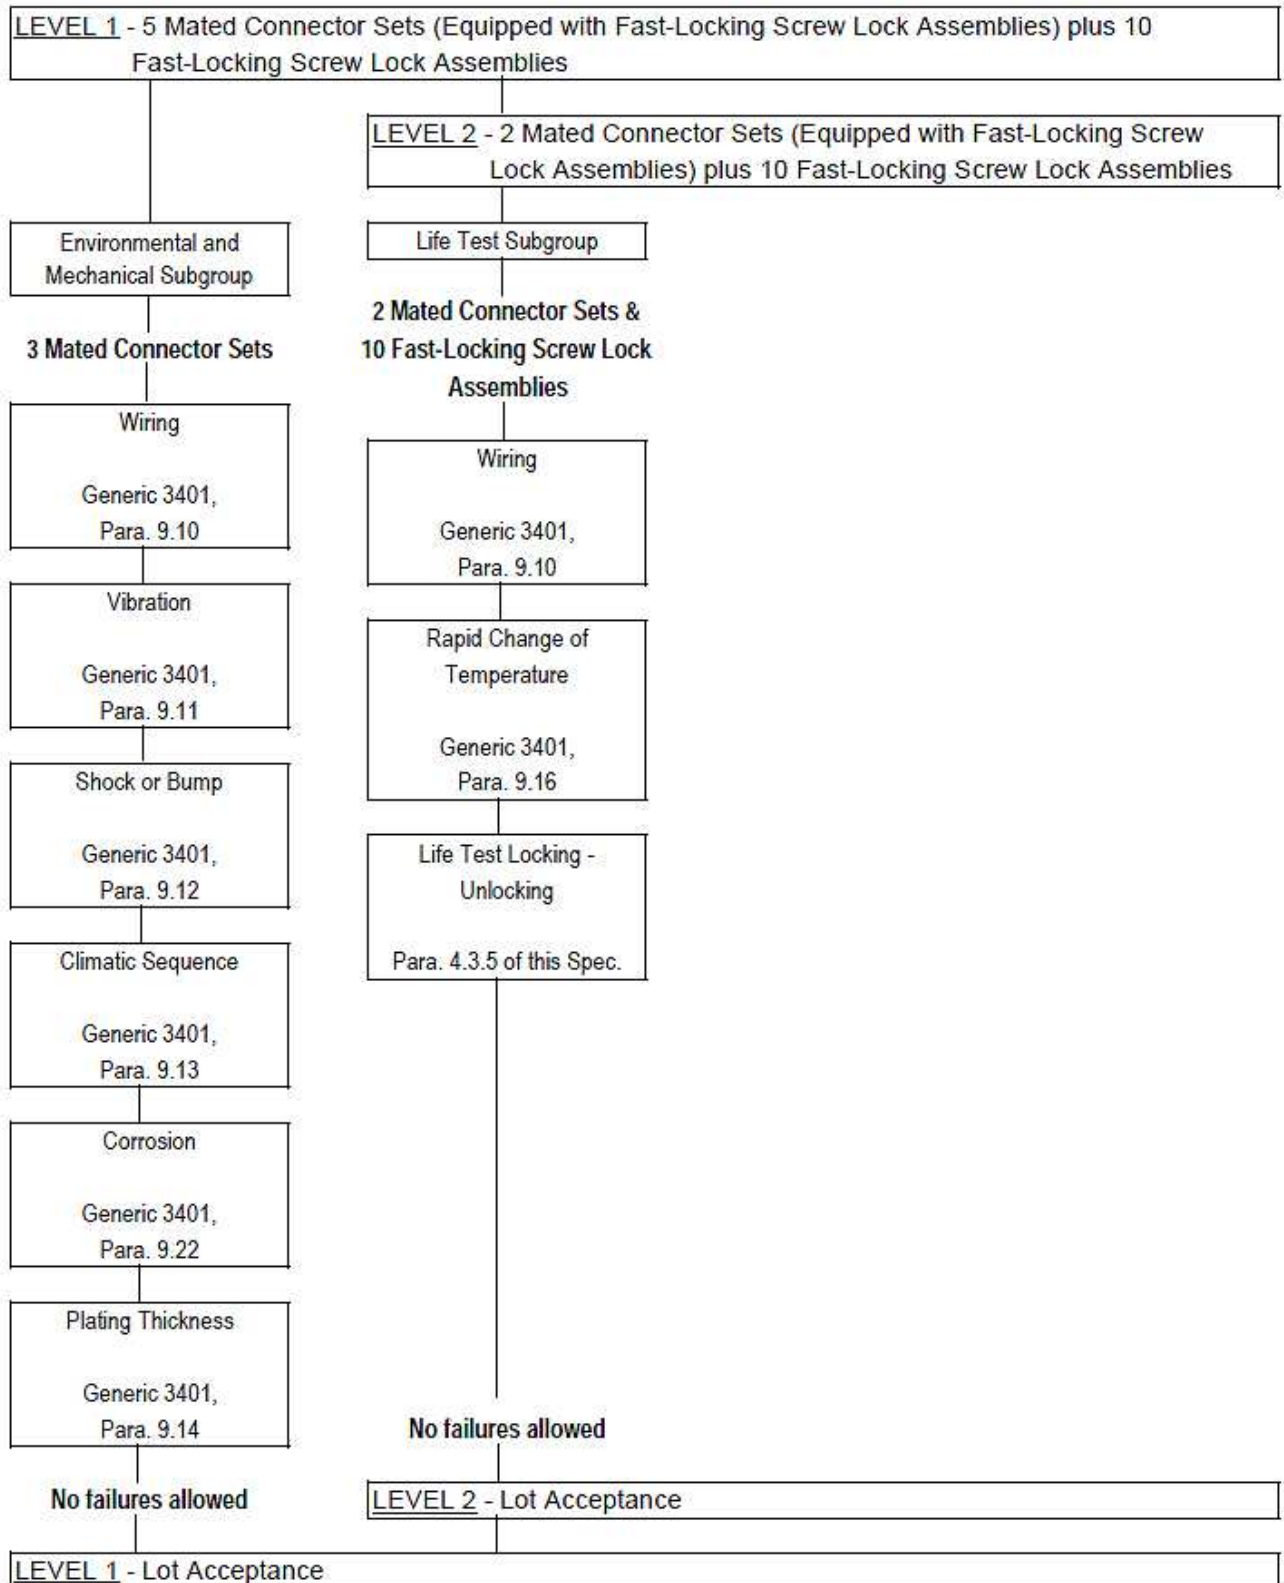 LEVEL 1 - 5 Mated Connector Sets (Equipped with Fast-Locking Screw Lock Assemblies) plus 10
Fast-Locking Screw Lock Assemblies
LEVEL 2 - 2 Mated Connector Sets (Equipped with Fast-Locking Screw
Lock Assemblies) plus 10 Fast-Locking Screw Lock Assemblies
Environmental and
Mechanical Subgroup
3 Mated Connector Sets
Wiring
Generic 3401,
Para. 9.10
Vibration
Generic 3401,
Para. 9.11
Shock or Bump
Generic 3401,
Para. 9.12
Climatic Sequence
Generic 3401,
Para. 9.13
Corrosion
Generic 3401,
Para. 9.22
Plating Thickness
Generic 3401,
Para. 9.14
No failures allowed
Life Test Subgroup
2 Mated Connector Sets &
10 Fast-Locking Screw Lock
Assemblies
Wiring
Generic 3401,
Para. 9.10
Rapid Change of
Temperature
Generic 3401,
Para. 9.16
Life Test Locking -
Unlocking
Para. 4.3.5 of this Spec.
No failures allowed
LEVEL 2 - Lot Acceptance
LEVEL 1 - Lot Acceptance